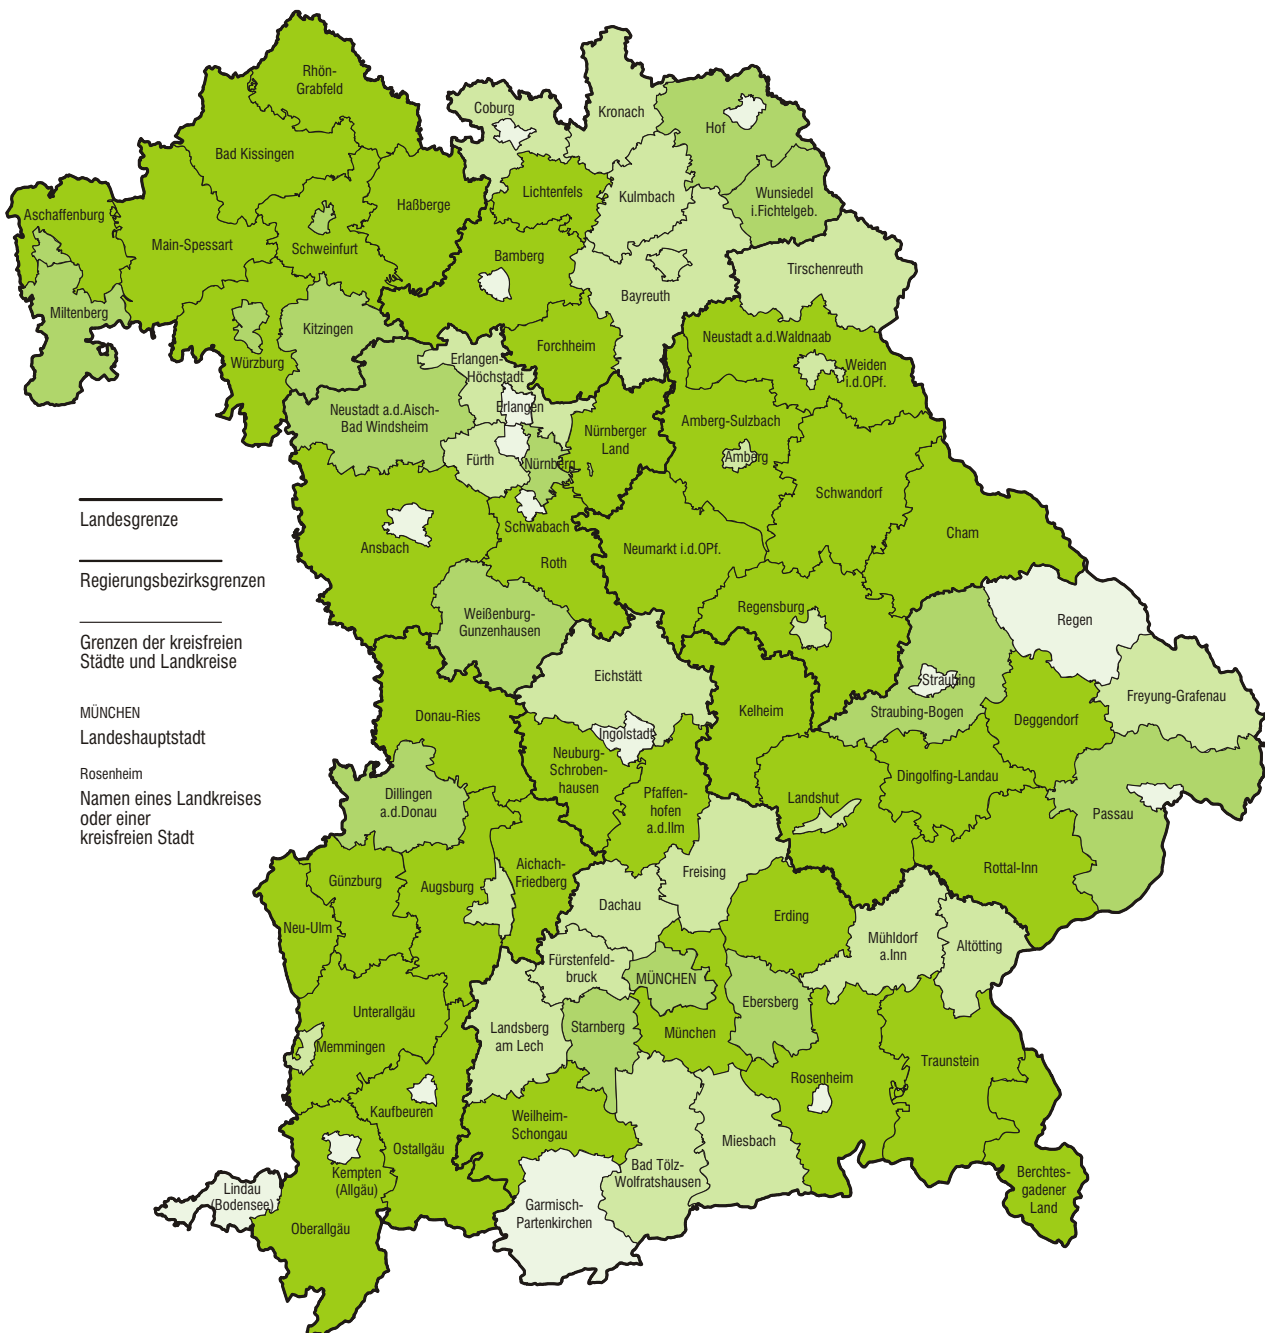 Rhön-
Grabfeld
Coburg
Kronach
Hof
Bad Kissingen
Lichtenfels
Kulmbach
Wunsiedel
i.Fichtelgeb.
Aschaffenburg
Haßberge
Main-Spessart
Schweinfurt
Bamberg
Tirschenreuth
Bayreuth
Miltenberg
Kitzingen
Würzburg
Forchheim
Neustadt a.d.Waldnaab
Erlangen-
Höchstadt
Weiden
i.d.OPf.
Neustadt a.d.Aisch-
Bad Windsheim
Erlangen
Nürnberger
Land
Amberg-Sulzbach
Fürth
Nürnberg
Amberg
Schwandorf
Landesgrenze
Schwabach
Cham
Ansbach
Roth
Neumarkt i.d.OPf.
Regierungsbezirksgrenzen
Weißenburg-
Gunzenhausen
Regensburg
Regen
Grenzen der kreisfreien
Städte und Landkreise
Eichstätt
Straubing
Freyung-Grafenau
MÜNCHEN
Landeshauptstadt
Donau-Ries
Kelheim
Straubing-Bogen
Deggendorf
Ingolstadt
Rosenheim
Namen eines Landkreises
oder einer
kreisfreien Stadt
Neuburg-
Schroben-
hausen
Dingolfing-Landau
Dillingen
a.d.Donau
Pfaffen-
hofen
a.d.Ilm
Landshut
Passau
Günzburg
Augsburg
Aichach-
Friedberg
Freising
Rottal-Inn
Dachau
Erding
Neu-Ulm
Mühldorf
a.Inn
Altötting
Fürstenfeld-
bruck
MÜNCHEN
Ebersberg
Unterallgäu
Landsberg
am Lech
Starnberg
München
Memmingen
Traunstein
Rosenheim
Kaufbeuren
Weilheim-
Schongau
Ostallgäu
Miesbach
Kempten
(Allgäu)
Bad Tölz-
Wolfratshausen
Berchtes-
gadener
Land
Lindau
(Bodensee)
Garmisch-
Partenkirchen
Oberallgäu